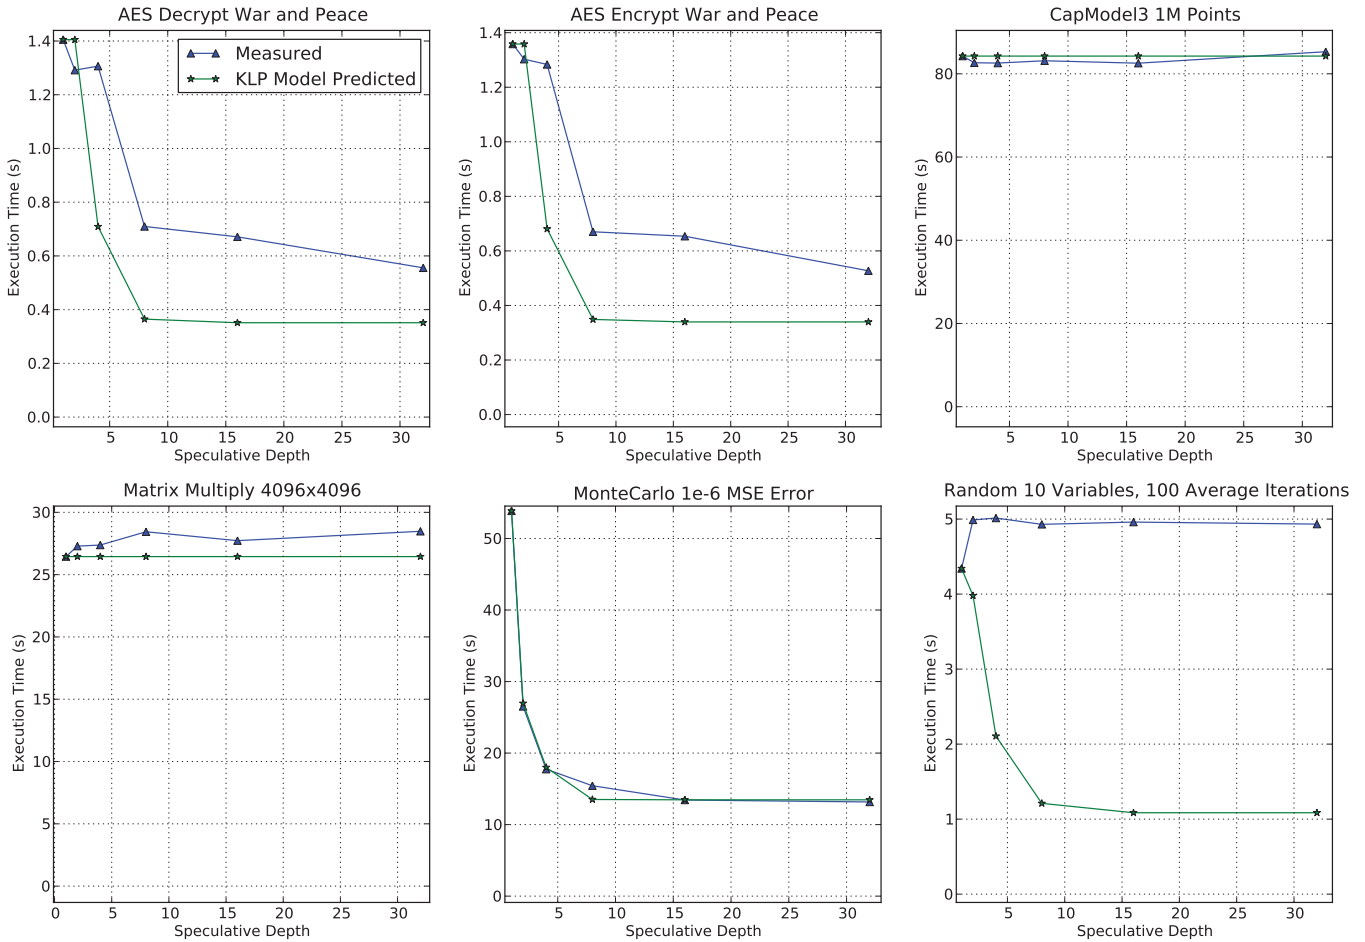 AES Decrypt War and Peace
1.4
1.2
1.0
0.8
0.6
0.4
0.2
0.0
Execution Time (s)
Measured
KLP Model Predicted
5 10 15 20 25 30
Speculative Depth
AES Encrypt War and Peace
1.4
1.2
1.0
0.8
0.6
0.4
0.2
0.0
Execution Time (s)
5 10 15 20 25 30
Speculative Depth
CapModel3 1M Points
80
60
40
20
0
Execution Time (s)
5 10 15 20 25 30
Speculative Depth
Matrix Multiply 4096x4096
30
25
20
15
10
5
0
Execution Time (s)
0 5 10 15 20 25 30
Speculative Depth
MonteCarlo 1e-6 MSE Error
50
40
30
20
10
0
Execution Time (s)
5 10 15 20 25 30
Speculative Depth
Random 10 Variables, 100 Average Iterations
5
4
3
2
1
0
Execution Time (s)
5 10 15 20 25 30
Speculative Depth